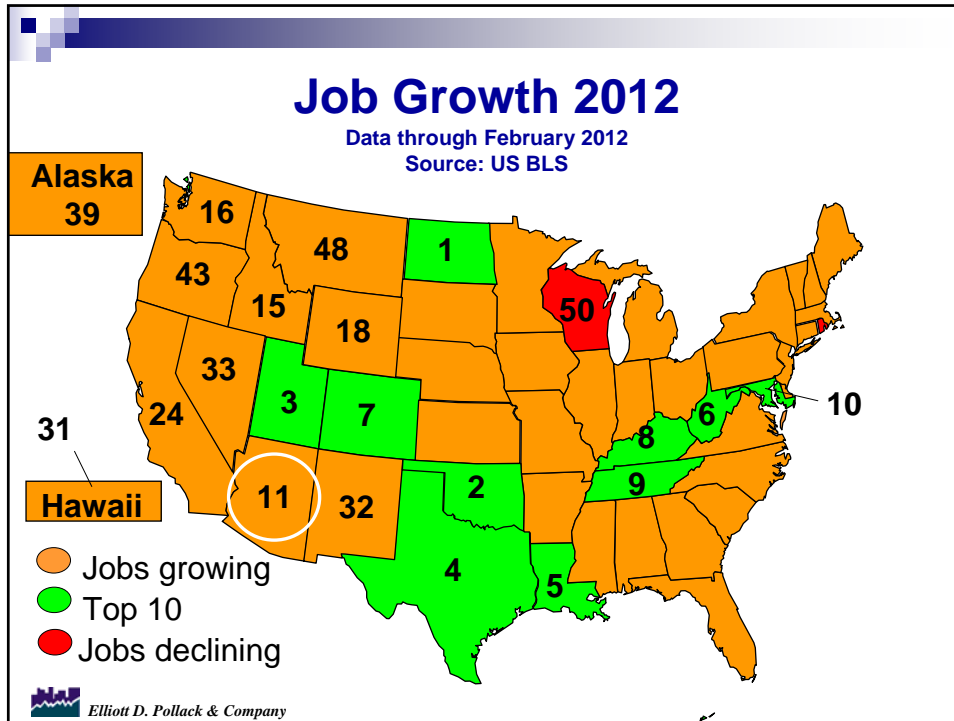 Job Growth 2012
Data through February 2012
Source: US BLS
Alaska
39
16
48
1
43
15
18
50
33
3
7
24
6
10
8
31
2
9
11
32
Hawaii
4
5
Jobs growing
Top 10
Jobs declining
Elliott D. Pollack & Company